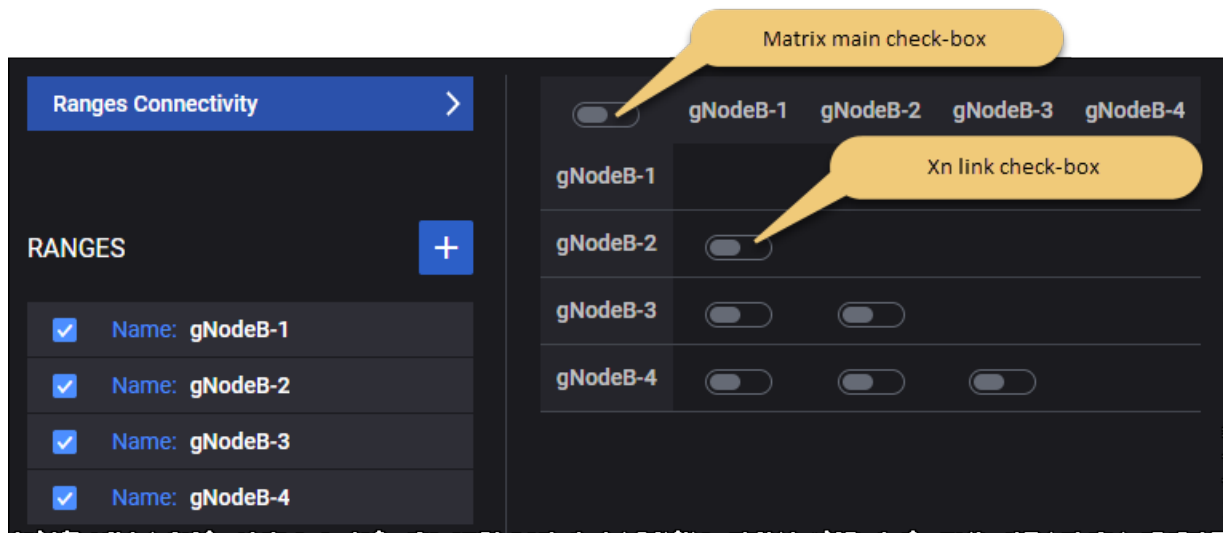 Matrix main check-box
Ranges Connectivity
gNodeB-1 gNodeB-2 gNodeB-3 gNodeB-4
Xn link check-box
gNodeB-1
RANGES
gNodeB-2
Name: gNodeB-1
gNodeB-3
Name: gNodeB-2
gNodeB-4
Name: gNodeB-3
Name: gNodeB-4